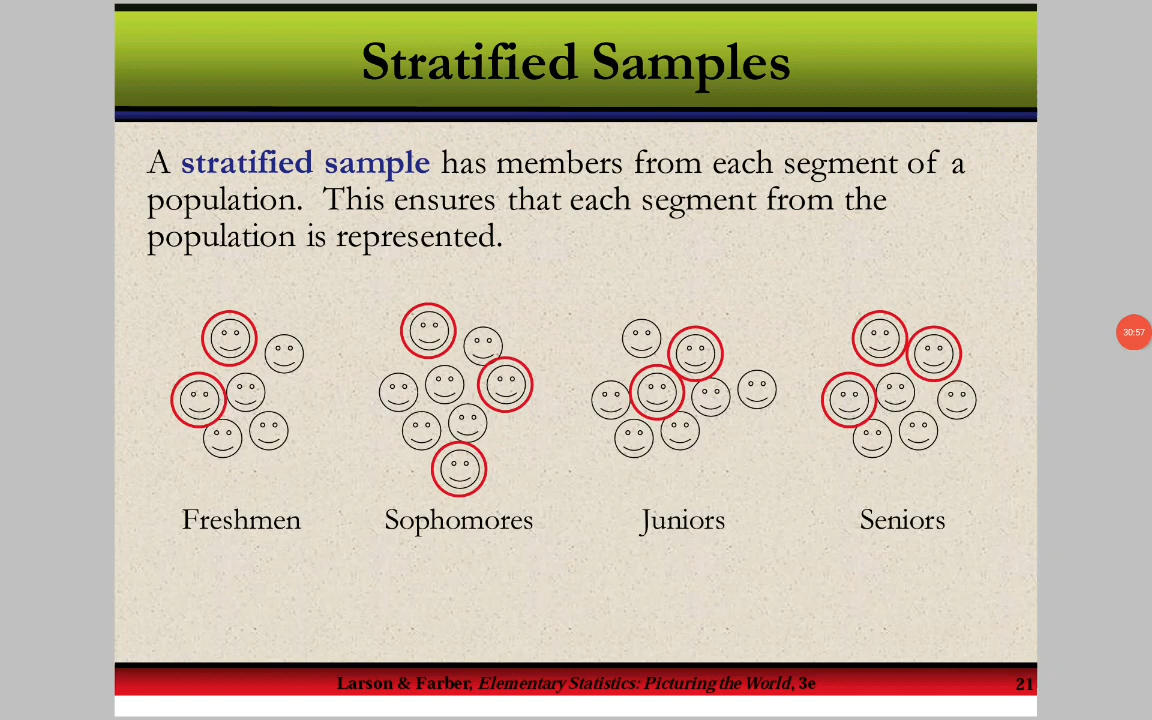 Stratified Samples
A stratified sample has members from each segment of a
population. This ensures that each segment from the
population is represented.
Freshmen Sophomores Juniors Seniors
Larson & Farber, Elementary Statistics: Picturing the World, 3e 21
30:57